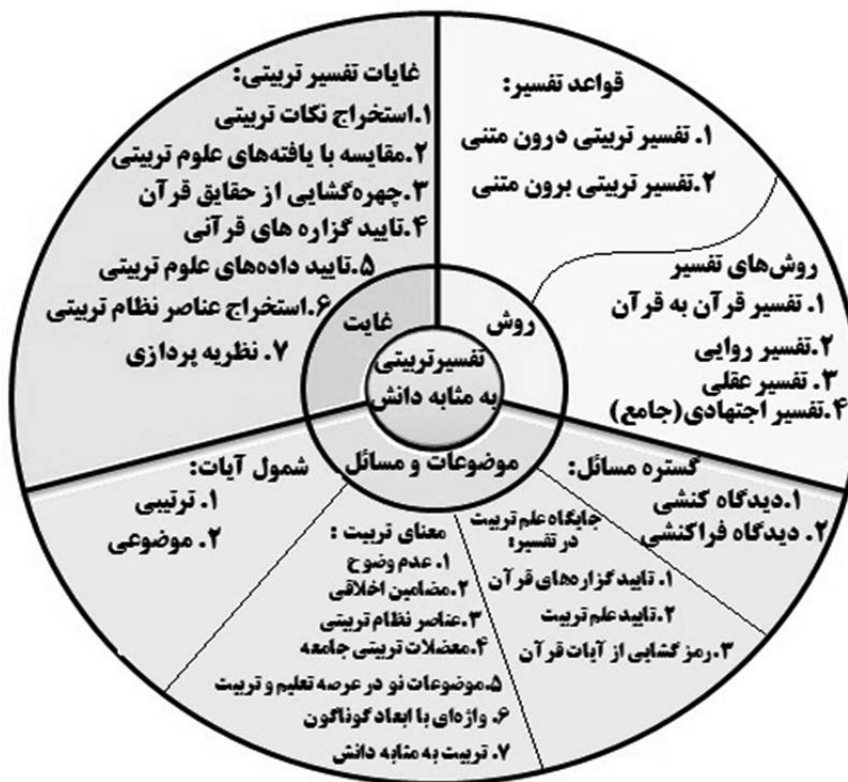 قواعد تفسیر:
۱. تفسیر تربیتی درون متنی
۲.تفسیر تربیتی برون متنی
روش‌های تفسیر
۱. تفسیر قرآن به قرآن
۲.تفسیر روایی
۳. تفسیر عقلی
۴.تفسیر اجتهادی(جامع)
روش
غایات تفسیر تربیتی:
۱.استخراج نکات تربیتی
۲.مقایسه با یافته‌های علوم تربیتی
۳.چهره‌گشایی از حقایق قرآن
۴.تایید گزاره های قرآنی
۵.تایید داده‌های علوم تربیتی
۶.استخراج عناصر نظام تربیتی
۷. نظریه پردازی
غایت
تفسیرتربیتی
به مثابه دانش
موضوعات و مسائل
گستره مسائل:
۱.دیدگاه کنشی
۲. دیدگاه فراکنشی
جایگاه علم تربیت
در تفسیر:
۱. تایید گزاره‌های قرآن
۲.تایید علم تربیت
۳.رمز گشایی از آیات قرآن
معنای تربیت :
۱. عدم وضوح
۲.مضامین اخلاقی
۳.عناصر نظام تربیتی
۴.معضلات تربیتی جامعه
۵.موضوعات نو در عرصه تعلیم و تربیت
۶. واژه‌ای با ابعاد گوناگون
۷.تربیت به مثابه دانش
شمول آیات:
۱. ترتیبی
۲. موضوعی